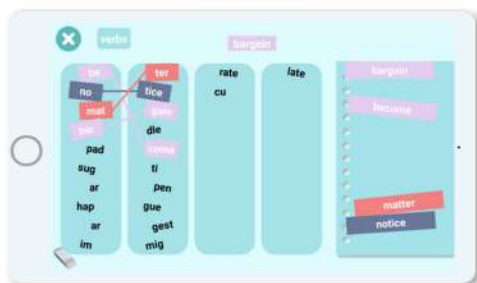 verbs
bargain
be
no
mat
bar
pad
sug
ar
hap
ar
im
ter
tice
gain
dle
come
ti
pen
gue
gest
mig
rate
cu
late
bargain
become
matter
notice